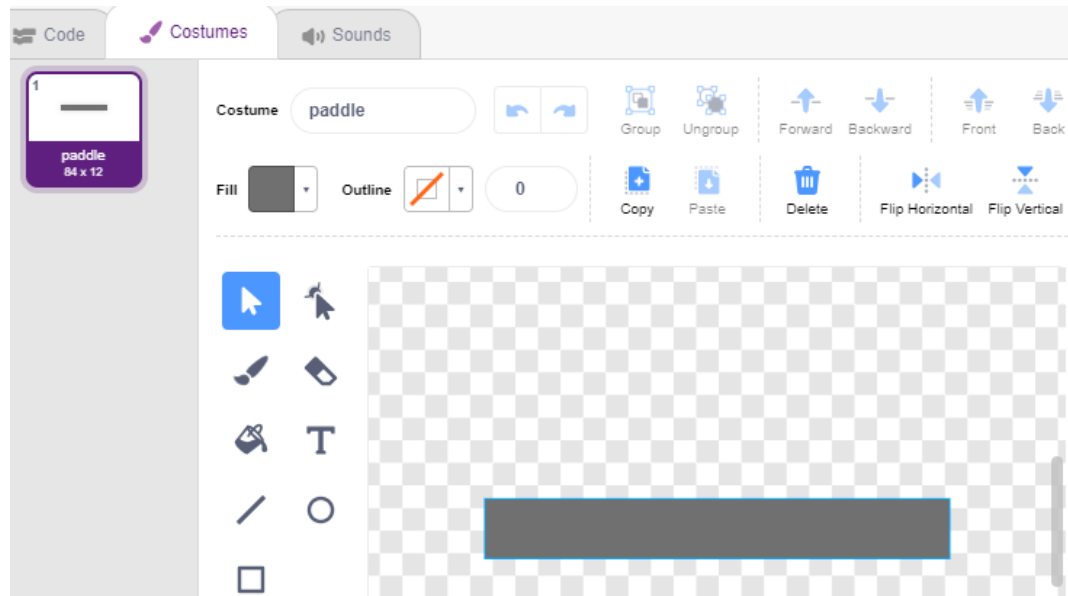 Code Costumes Sounds
1
paddle
84 x 12
Costume paddle
Group Ungroup Forward Backward Front Back
Fill Outline 0
Copy Paste Delete Flip Horizontal Flip Vertical
T